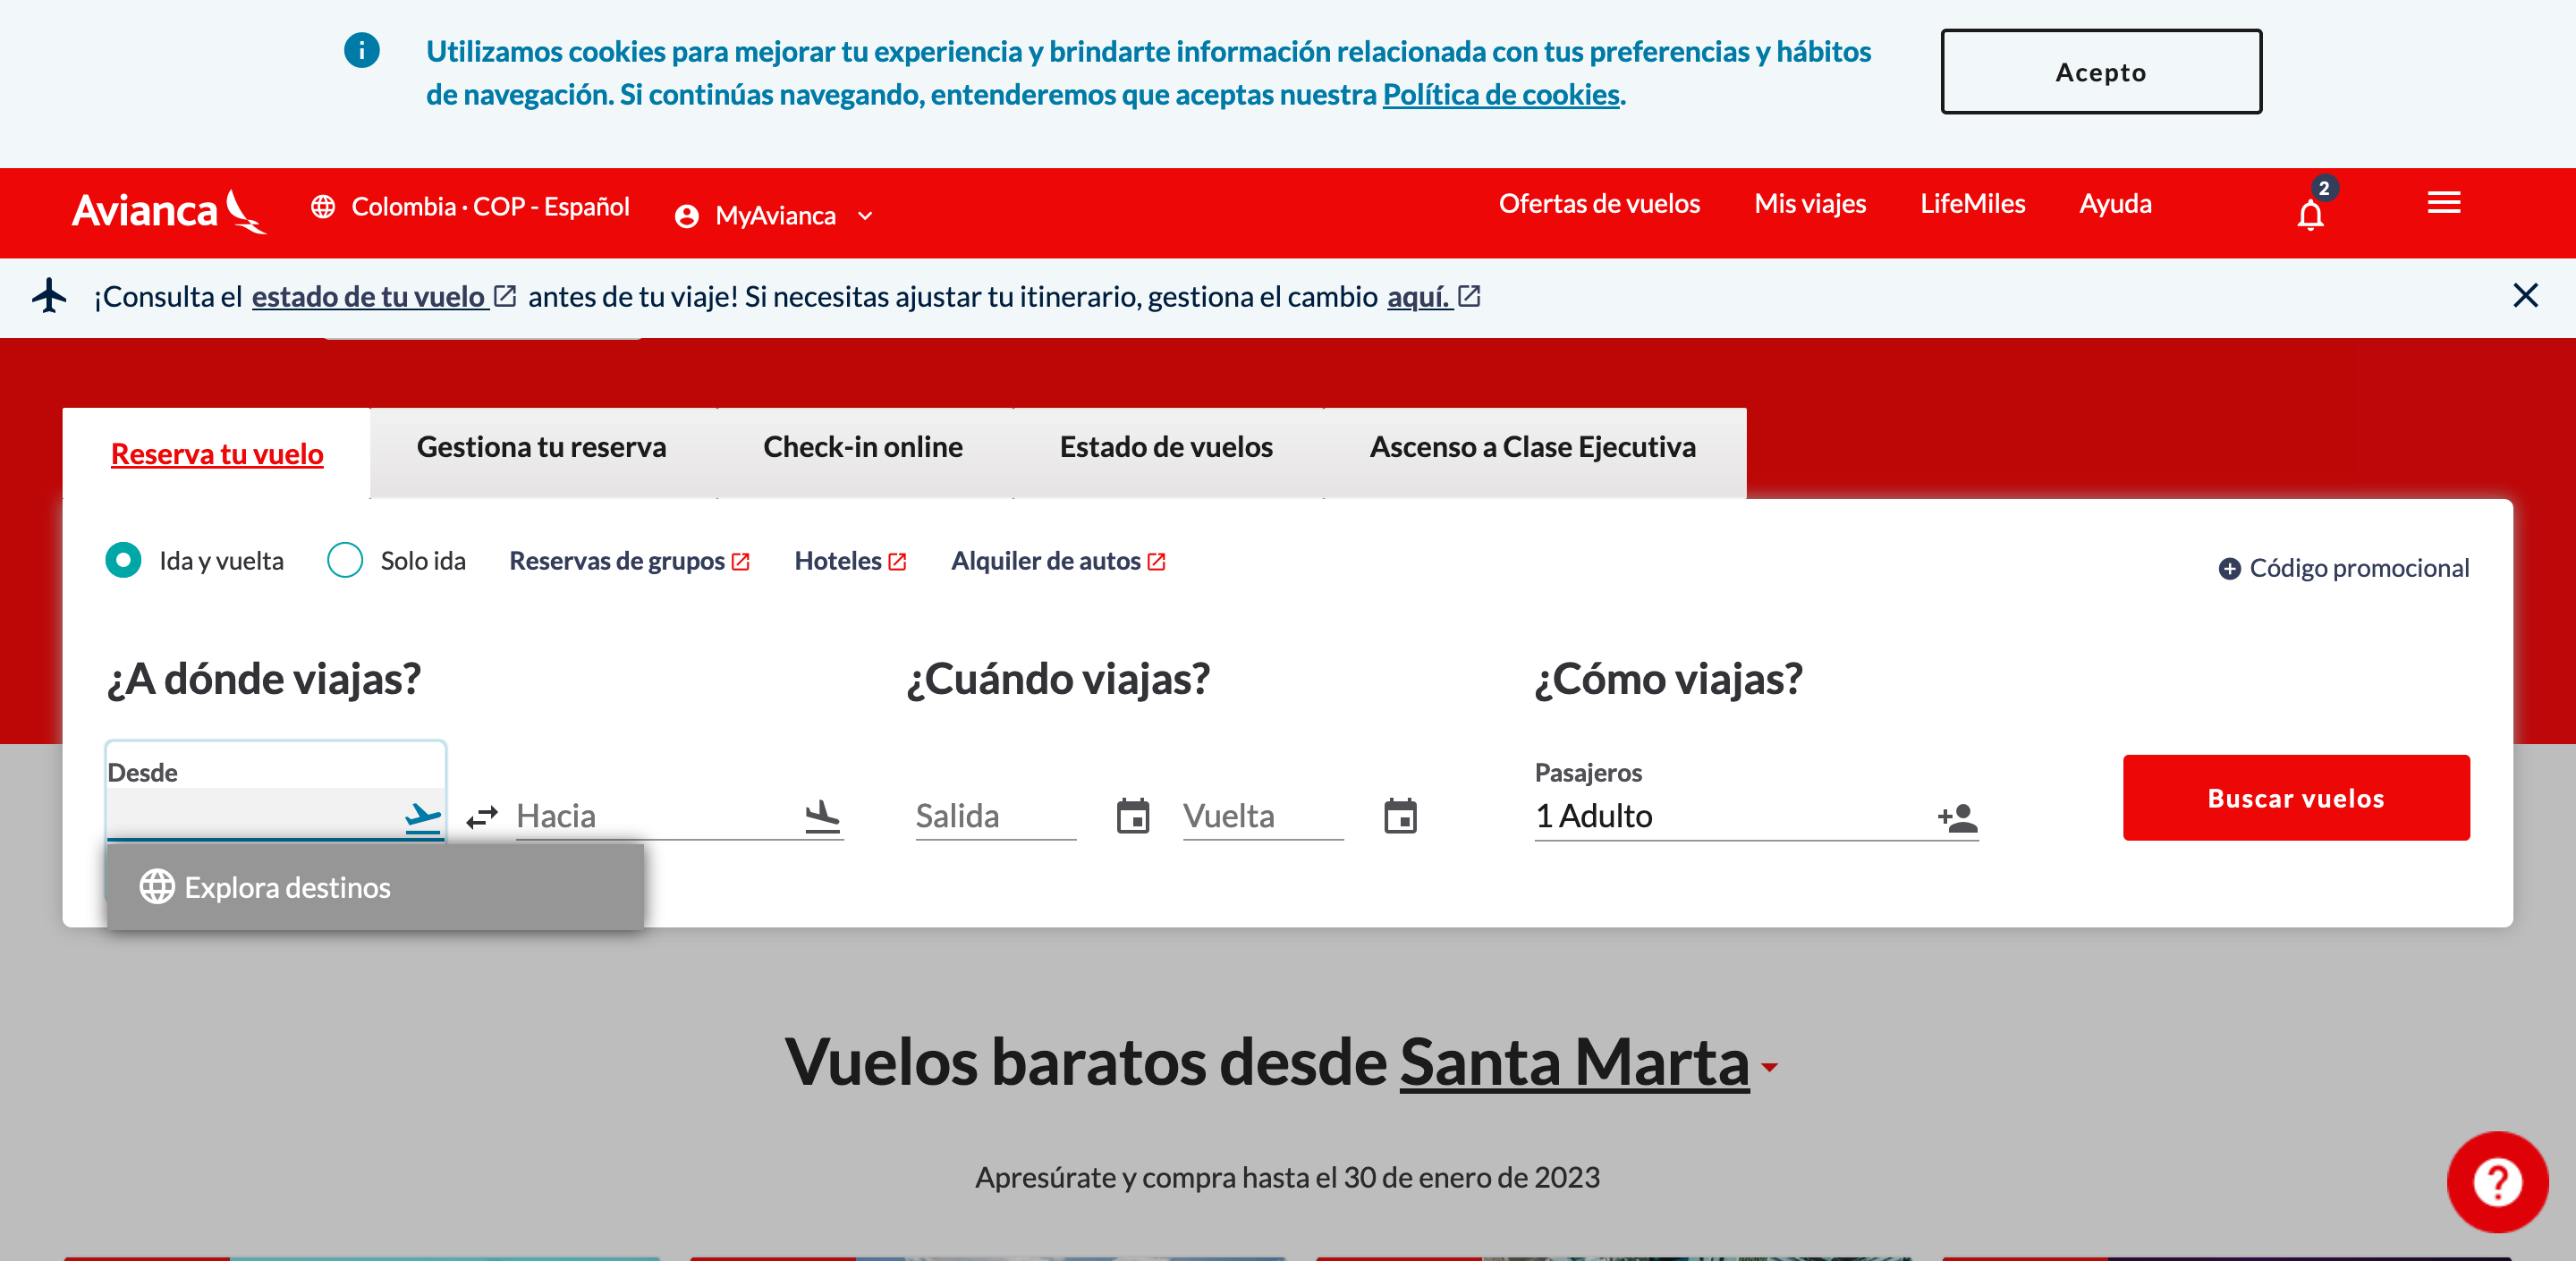 Utilizamos cookies para mejorar tu experiencia y brindarte información relacionada con tus preferencias y hábitos
de navegación. Si continúas navegando, entenderemos que aceptas nuestra Política de cookies.
Acepto
Avianca
Colombia · COP - Español
MyAvianca
Ofertas de vuelos
Mis viajes
LifeMiles
Ayuda
2
¡Consulta el estado de tu vuelo antes de tu viaje! Si necesitas ajustar tu itinerario, gestiona el cambio aquí.
Reserva tu vuelo
Gestiona tu reserva
Check-in online
Estado de vuelos
Ascenso a Clase Ejecutiva
Ida y vuelta
Solo ida
Reservas de grupos
Hoteles
Alquiler de autos
Código promocional
¿A dónde viajas?
¿Cuándo viajas?
¿Cómo viajas?
Desde
Hacia
Salida
Vuelta
Pasajeros
1 Adulto
Buscar vuelos
Explora destinos
Vuelos baratos desde Santa Marta
Apresúrate y compra hasta el 30 de enero de 2023
?